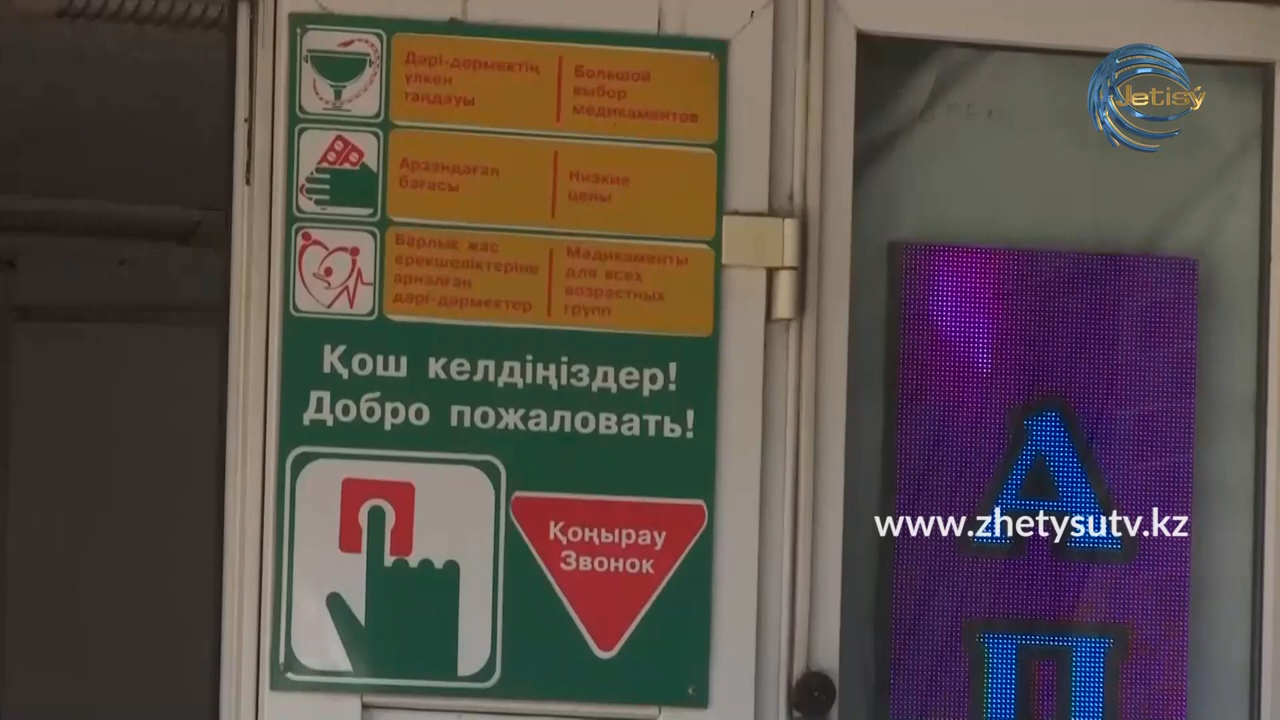 Дәрі-дәрмектің
үлкен
таңдауы
Большой
выбор
медикаментов
Арзандаған
бағасы
Низкие
цены
Барлық жас
ерекшеліктеріне
арналған
дәрі-дәрмектер
Медикаменты
для всех
возрастных
групп
Қош келдіңіздер!
Добро пожаловать!
Қоңырау
Звонок
Jetisý
www.zhetysutv.kz
А
П